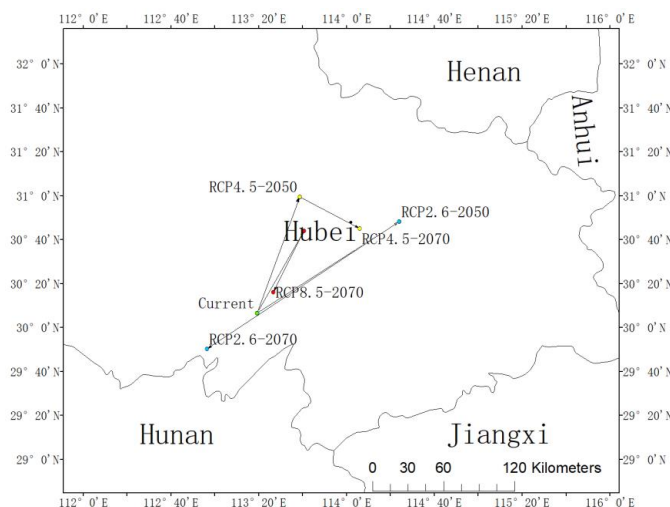 112° 0'E 112° 40'E 113° 20'E 114° 0'E 114° 40'E 115° 20'E 116° 0'E
32° 0'N 32° 0'N
Henan
31° 40'N 31° 40'N
Anhui
31° 20'N 31° 20'N
RCP4.5-2050
31° 0'N 31° 0'N
RCP2.6-2050
Hubei
30° 40'N RCP4.5-2070 30° 40'N
30° 20'N RCP8.5-2070 30° 20'N
Current
30° 0'N 30° 0'N
RCP2.6-2070
29° 40'N 29° 40'N
29° 20'N 29° 20'N
Hunan Jiangxi
29° 0'N 29° 0'N
0 30 60 120 Kilometers
112° 0'E 112° 40'E 113° 20'E 114° 0'E 114° 40'E 115° 20'E 116° 0'E